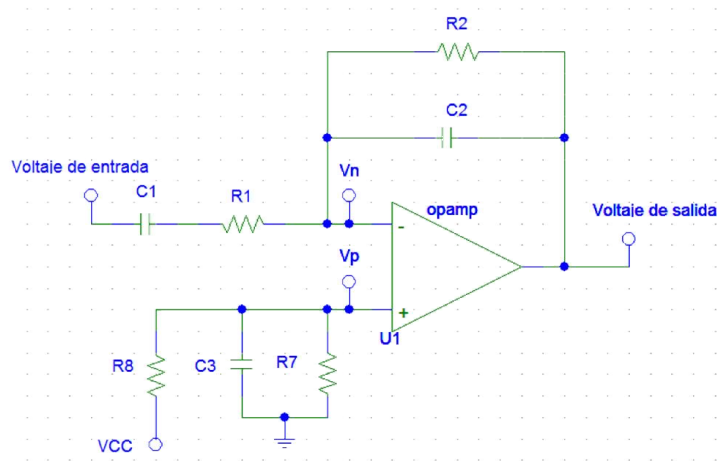 R2
C2
Voltaje de entrada
C1
R1
Vn
opamp
Voltaje de salida
-
Vp
+
U1
R8
C3
R7
VCC